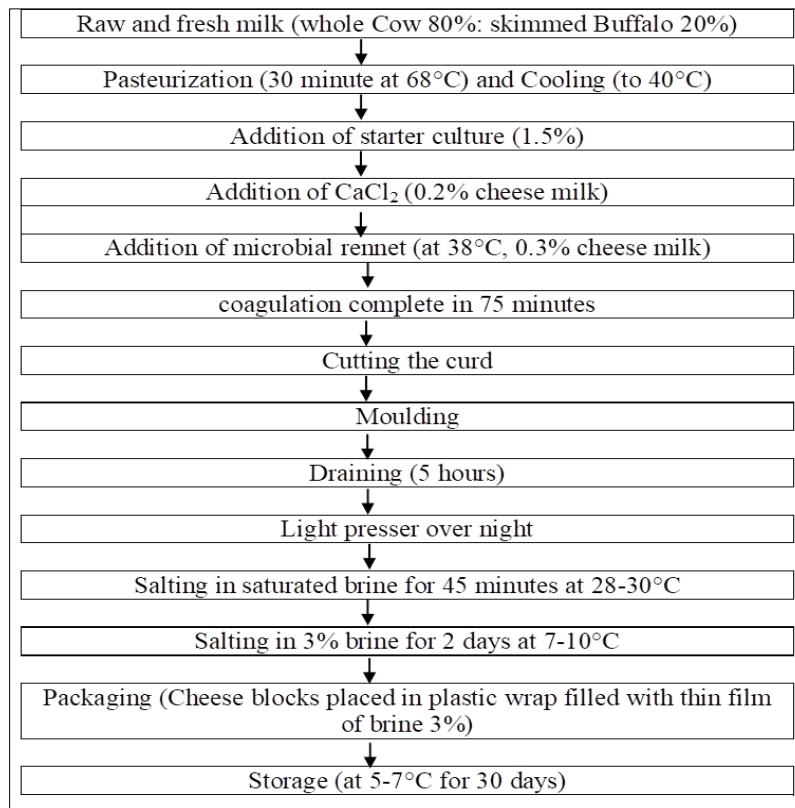 Raw and fresh milk (whole Cow 80%: skimmed Buffalo 20%)
Pasteurization (30 minute at 68°C) and Cooling (to 40°C)
Addition of starter culture (1.5%)
Addition of CaCl₂ (0.2% cheese milk)
Addition of microbial rennet (at 38°C, 0.3% cheese milk)
coagulation complete in 75 minutes
Cutting the curd
Moulding
Draining (5 hours)
Light presser over night
Salting in saturated brine for 45 minutes at 28-30°C
Salting in 3% brine for 2 days at 7-10°C
Packaging (Cheese blocks placed in plastic wrap filled with thin film
of brine 3%)
Storage (at 5-7°C for 30 days)